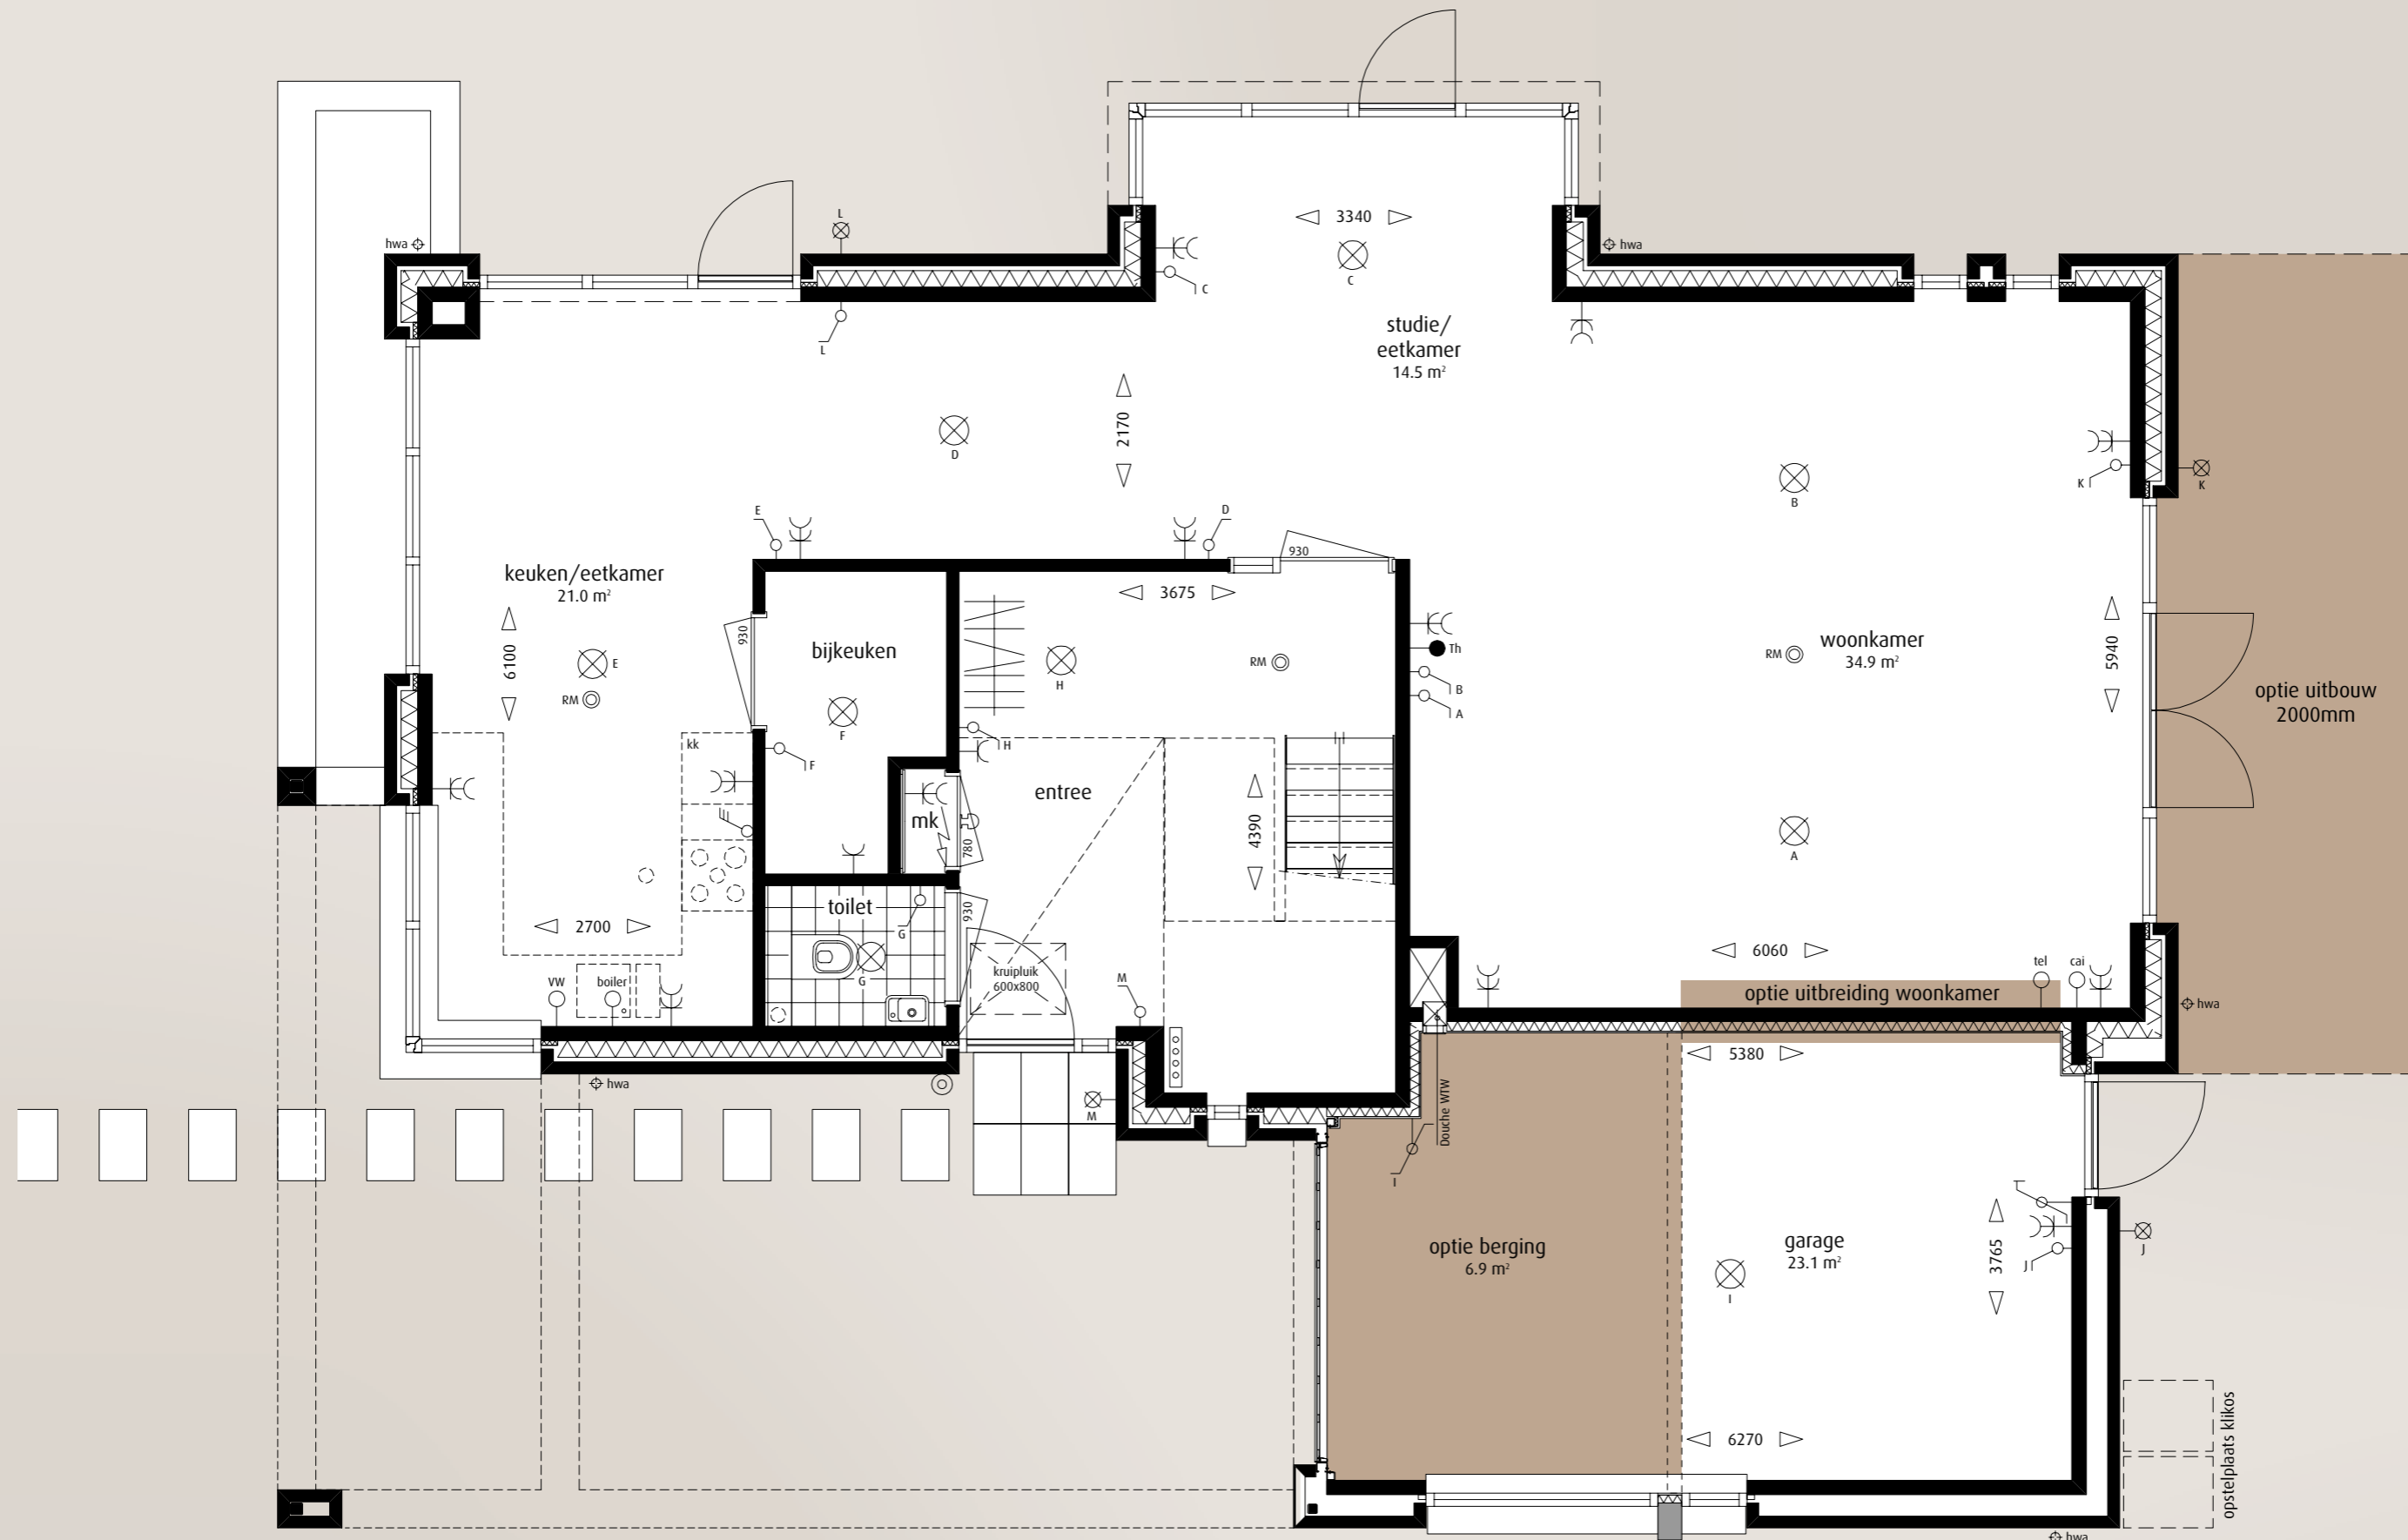 L
3340
C
hwa
hwa
C
L
studie/
eetkamer
14.5 m²
2170
D
B
K
K
E
D
930
keuken/eetkamer
21.0 m²
3675
930
6100
E
RM
bijkeuken
F
H
RM
Th
B
A
RM
woonkamer
34.9 m²
5940
optie uitbouw
2000mm
kk
F
H
mk
780
entree
4390
A
toilet
930
G
2700
6060
VW
boiler
G
kruipluik
600x800
M
tel
cai
optie uitbreiding woonkamer
hwa
hwa
M
5380
Douche WTW
I
T
optie berging
6.9 m²
garage
23.1 m²
3765
J
J
I
6270
opstelplaats klikos
hwa